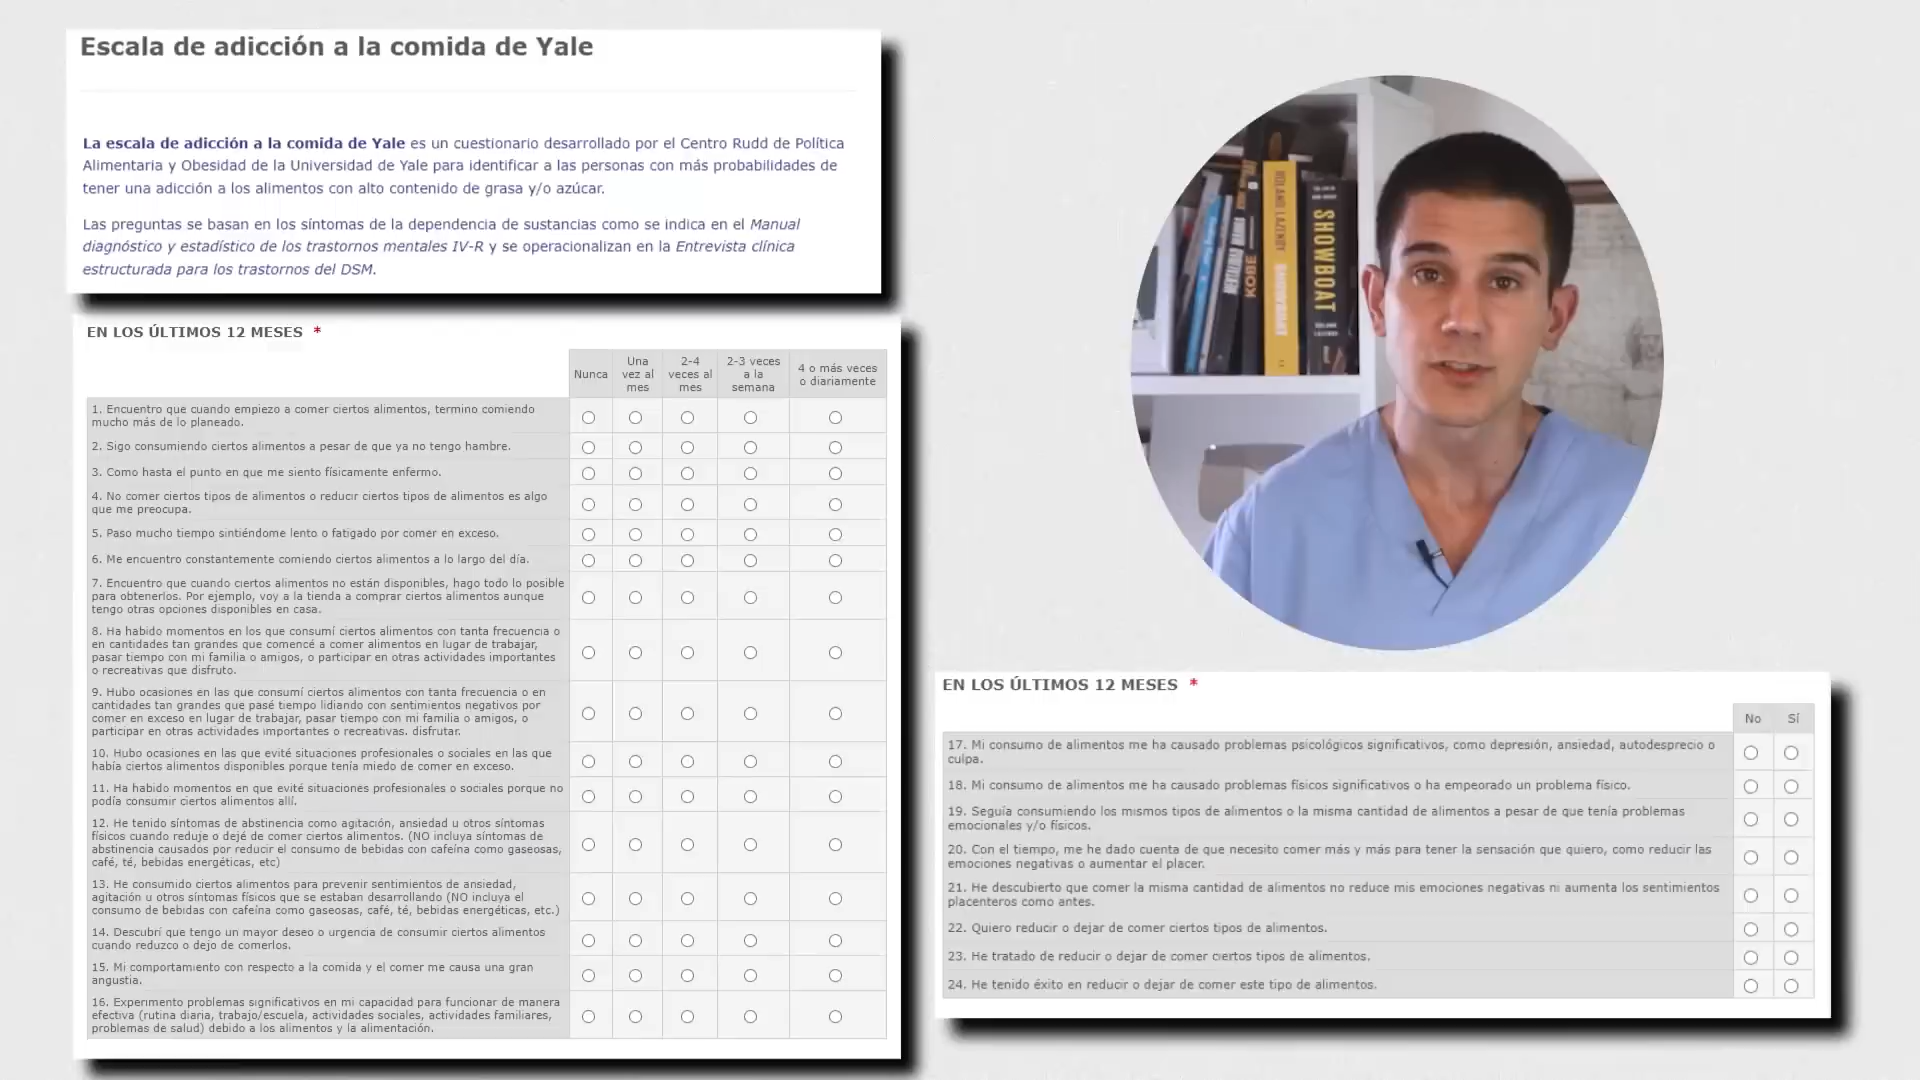 Escala de adicción a la comida de Yale
La escala de adicción a la comida de Yale es un cuestionario desarrollado por el Centro Rudd de Política
Alimentaria y Obesidad de la Universidad de Yale para identificar a las personas con más probabilidades de
tener una adicción a los alimentos con alto contenido de grasa y/o azúcar.
Las preguntas se basan en los síntomas de la dependencia de sustancias como se indica en el Manual
diagnóstico y estadístico de los trastornos mentales IV-R y se operacionalizan en la Entrevista clínica
estructurada para los trastornos del DSM.
EN LOS ÚLTIMOS 12 MESES *
Nunca
Una
vez al
mes
2-4
veces al
mes
2-3 veces
a la
semana
4 o más veces
o diariamente
1. Encuentro que cuando empiezo a comer ciertos alimentos, termino comiendo
mucho más de lo planeado.
2. Sigo consumiendo ciertos alimentos a pesar de que ya no tengo hambre.
3. Como hasta el punto en que me siento físicamente enfermo.
4. No comer ciertos tipos de alimentos o reducir ciertos tipos de alimentos es algo
que me preocupa.
5. Paso mucho tiempo sintiéndome lento o fatigado por comer en exceso.
6. Me encuentro constantemente comiendo ciertos alimentos a lo largo del día.
7. Encuentro que cuando ciertos alimentos no están disponibles, hago todo lo posible
para obtenerlos. Por ejemplo, voy a la tienda a comprar ciertos alimentos aunque
tengo otras opciones disponibles en casa.
8. Ha habido momentos en los que consumí ciertos alimentos con tanta frecuencia o
en cantidades tan grandes que comencé a comer alimentos en lugar de trabajar,
pasar tiempo con mi familia o amigos, o participar en otras actividades importantes
o recreativas que disfruto.
9. Hubo ocasiones en las que consumí ciertos alimentos con tanta frecuencia o en
cantidades tan grandes que pasé tiempo lidiando con sentimientos negativos por
comer en exceso en lugar de trabajar, pasar tiempo con mi familia o amigos, o
participar en otras actividades importantes o recreativas. disfrutar.
10. Hubo ocasiones en las que evité situaciones profesionales o sociales en las que
había ciertos alimentos disponibles porque tenía miedo de comer en exceso.
11. Ha habido momentos en que evité situaciones profesionales o sociales porque no
podía consumir ciertos alimentos allí.
12. He tenido síntomas de abstinencia como agitación, ansiedad u otros síntomas
físicos cuando reduje o dejé de comer ciertos alimentos. (NO incluya síntomas de
abstinencia causados por reducir el consumo de bebidas con cafeína como gaseosas,
café, té, bebidas energéticas, etc)
13. He consumido ciertos alimentos para prevenir sentimientos de ansiedad,
agitación u otros síntomas físicos que se estaban desarrollando (NO incluya el
consumo de bebidas con cafeína como gaseosas, café, té, bebidas energéticas, etc.)
14. Descubrí que tengo un mayor deseo o urgencia de consumir ciertos alimentos
cuando reduzco o dejo de comerlos.
15. Mi comportamiento con respecto a la comida y el comer me causa una gran
angustia.
16. Experimento problemas significativos en mi capacidad para funcionar de manera
efectiva (rutina diaria, trabajo/escuela, actividades sociales, actividades familiares,
problemas de salud) debido a los alimentos y la alimentación.
KOBE
ROLAND LAZENBY
SHOWBOAT
EN LOS ÚLTIMOS 12 MESES *
No Sí
17. Mi consumo de alimentos me ha causado problemas psicológicos significativos, como depresión, ansiedad, autodesprecio o
culpa.
18. Mi consumo de alimentos me ha causado problemas físicos significativos o ha empeorado un problema físico.
19. Seguía consumiendo los mismos tipos de alimentos o la misma cantidad de alimentos a pesar de que tenía problemas
emocionales y/o físicos.
20. Con el tiempo, me he dado cuenta de que necesito comer más y más para tener la sensación que quiero, como reducir las
emociones negativas o aumentar el placer.
21. He descubierto que comer la misma cantidad de alimentos no reduce mis emociones negativas ni aumenta los sentimientos
placenteros como antes.
22. Quiero reducir o dejar de comer ciertos tipos de alimentos.
23. He tratado de reducir o dejar de comer ciertos tipos de alimentos.
24. He tenido éxito en reducir o dejar de comer este tipo de alimentos.